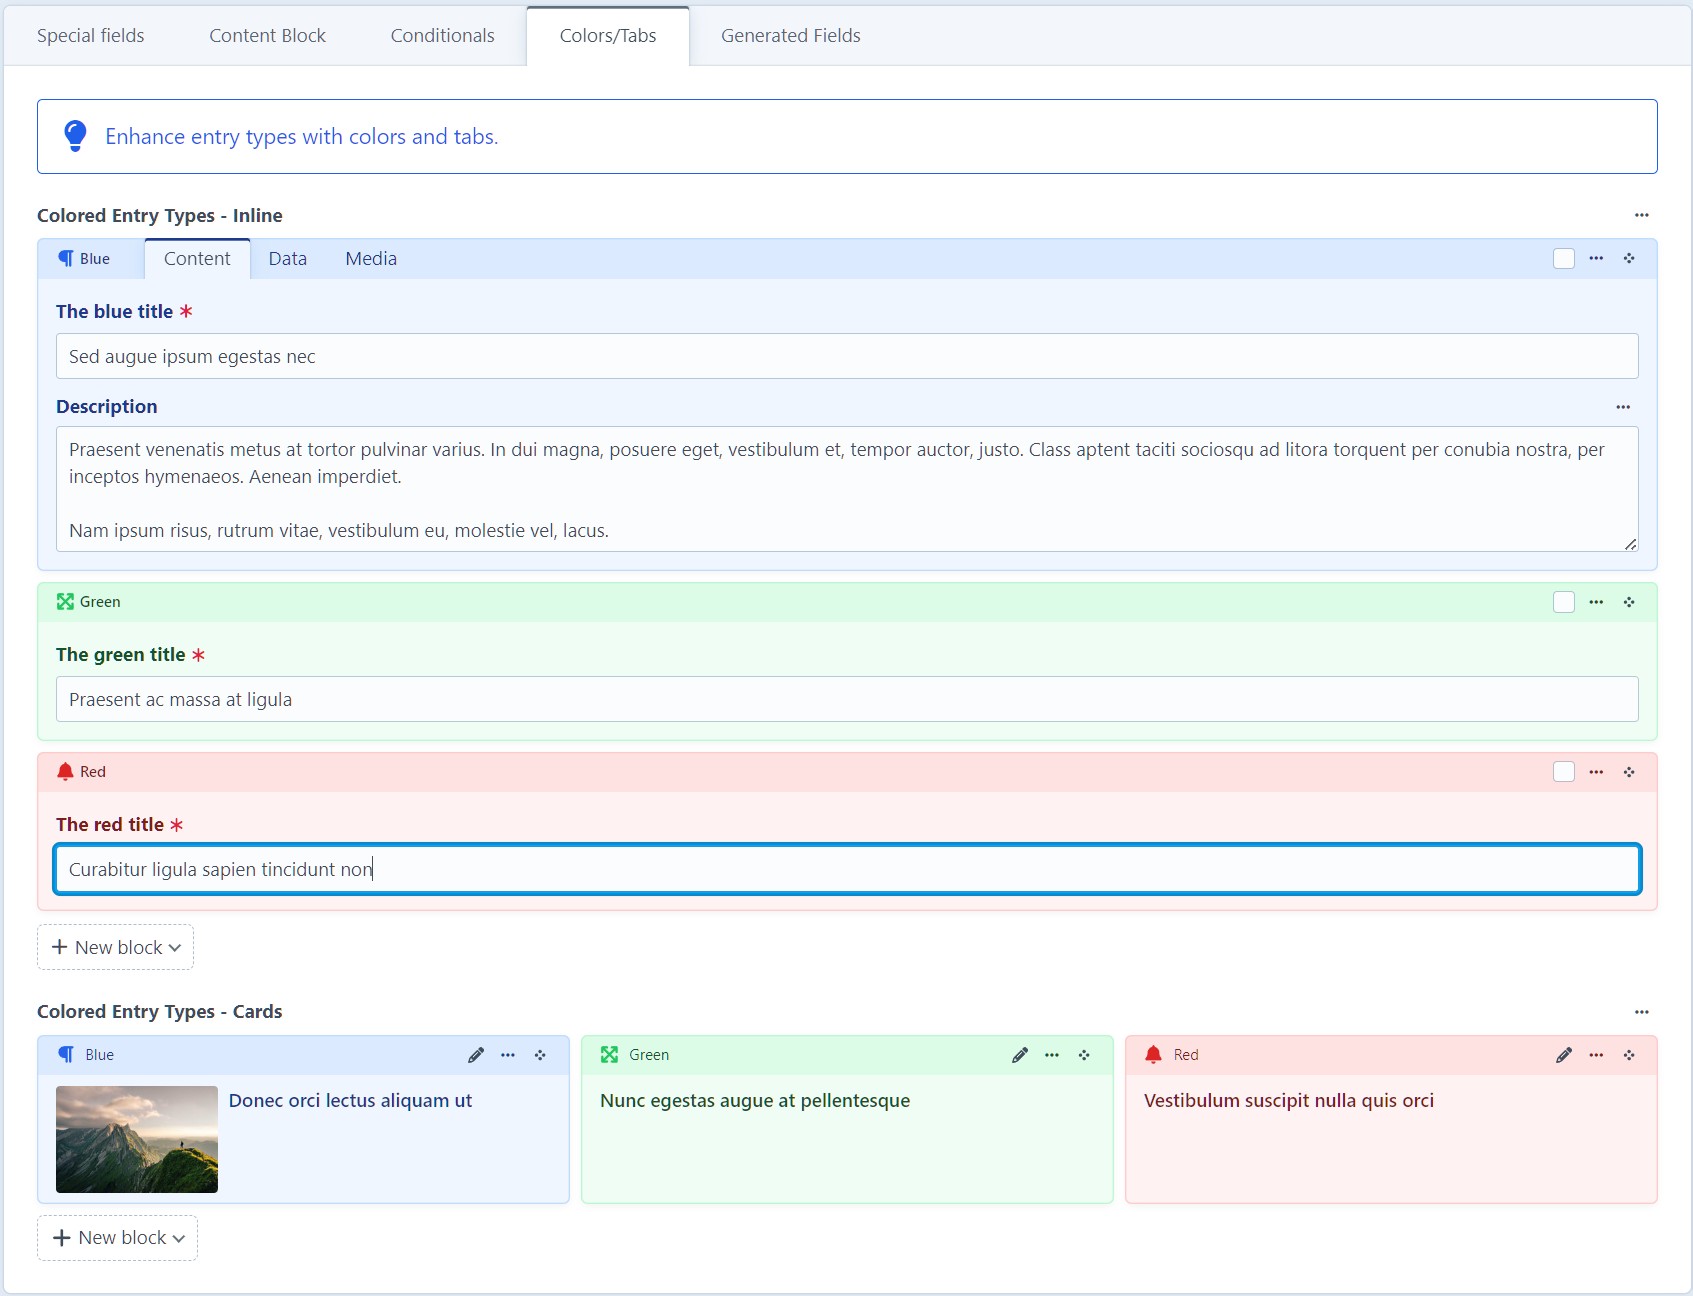 Special fields
Content Block
Conditionals
Colors/Tabs
Generated Fields
Enhance entry types with colors and tabs.
Colored Entry Types - Inline
Blue
Content
Data
Media
The blue title *
Sed augue ipsum egestas nec
Description
Praesent venenatis metus at tortor pulvinar varius. In dui magna, posuere eget, vestibulum et, tempor auctor, justo. Class aptent taciti sociosqu ad litora torquent per conubia nostra, per
inceptos hymenaeos. Aenean imperdiet.
Nam ipsum risus, rutrum vitae, vestibulum eu, molestie vel, lacus.
Green
The green title *
Praesent ac massa at ligula
Red
The red title *
Curabitur ligula sapien tincidunt non
New block
Colored Entry Types - Cards
Blue
Donec orci lectus aliquam ut
Green
Nunc egestas augue at pellentesque
Red
Vestibulum suscipit nulla quis orci
New block